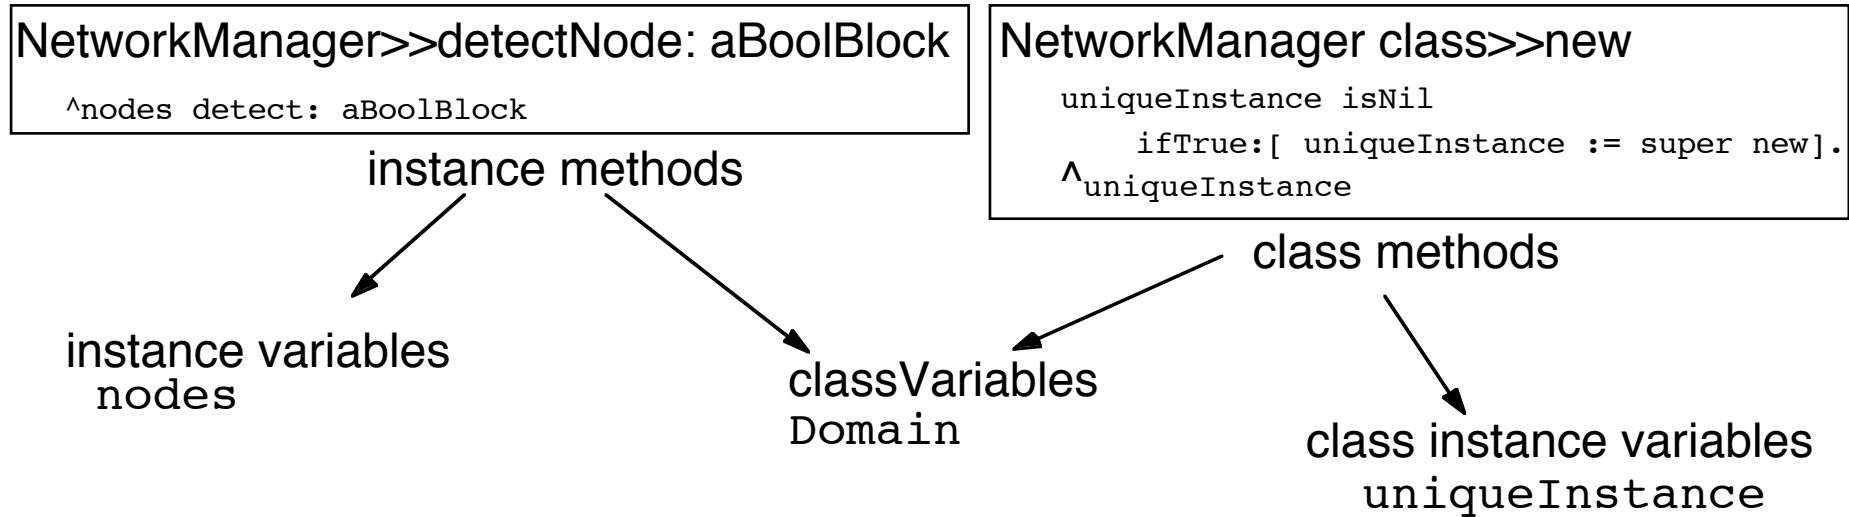 NetworkManager>>detectNode: aBoolBlock
^nodes detect: aBoolBlock
instance methods
NetworkManager class>>new
uniqueInstance isNil
ifTrue:[ uniqueInstance := super new].
^uniqueInstance
class methods
instance variables
nodes
classVariables
Domain
class instance variables
uniqueInstance